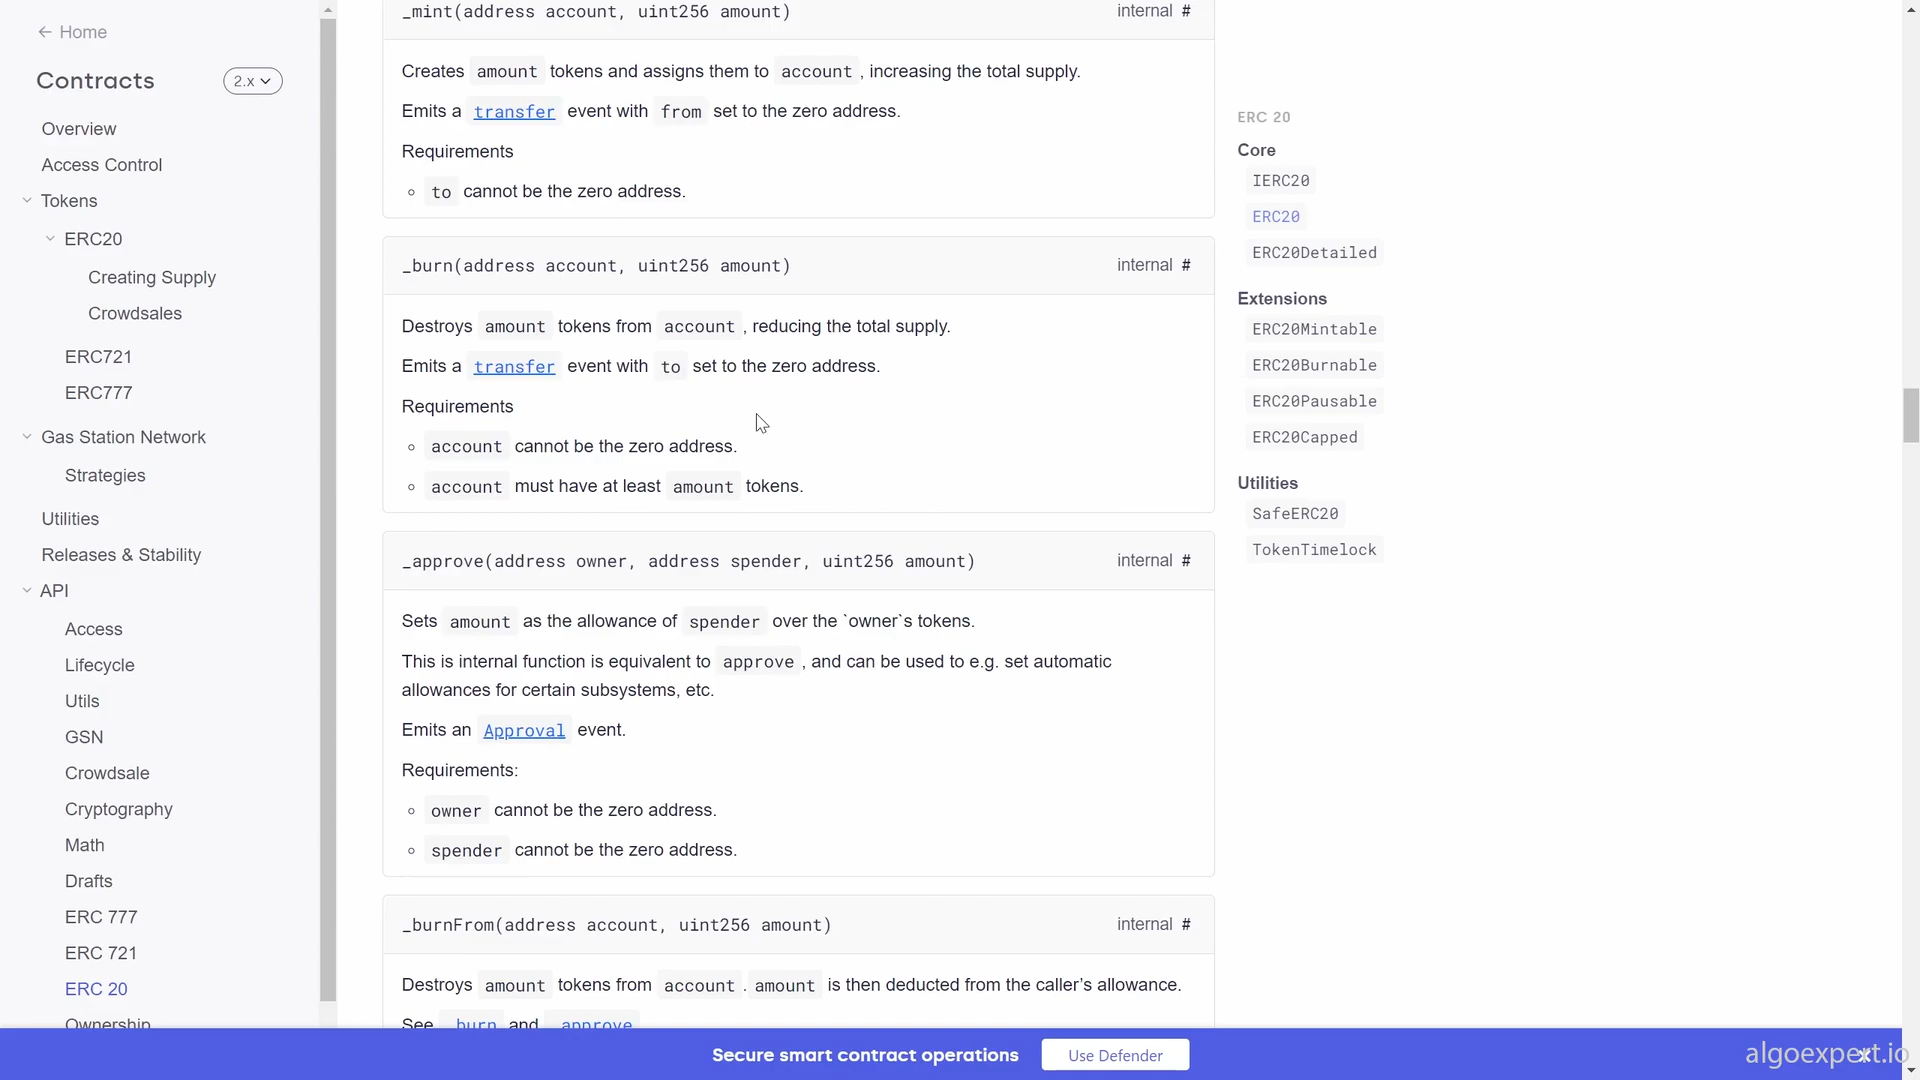 Home
Contracts
2.x
Overview
Access Control
Tokens
ERC20
Creating Supply
Crowdsales
ERC721
ERC777
Gas Station Network
Strategies
Utilities
Releases & Stability
API
Access
Lifecycle
Utils
GSN
Crowdsale
Cryptography
Math
Drafts
ERC 777
ERC 721
ERC 20
Ownership
_mint(address account, uint256 amount) internal #
Creates amount tokens and assigns them to account, increasing the total supply.
Emits a transfer event with from set to the zero address.
Requirements
to cannot be the zero address.
_burn(address account, uint256 amount) internal #
Destroys amount tokens from account, reducing the total supply.
Emits a transfer event with to set to the zero address.
Requirements
account cannot be the zero address.
account must have at least amount tokens.
_approve(address owner, address spender, uint256 amount) internal #
Sets amount as the allowance of spender over the `owner`s tokens.
This is internal function is equivalent to approve, and can be used to e.g. set automatic
allowances for certain subsystems, etc.
Emits an Approval event.
Requirements:
owner cannot be the zero address.
spender cannot be the zero address.
_burnFrom(address account, uint256 amount) internal #
Destroys amount tokens from account. amount is then deducted from the caller’s allowance.
See _burn and _approve
ERC 20
Core
IERC20
ERC20
ERC20Detailed
Extensions
ERC20Mintable
ERC20Burnable
ERC20Pausable
ERC20Capped
Utilities
SafeERC20
TokenTimelock
Secure smart contract operations Use Defender
algoexpert.io